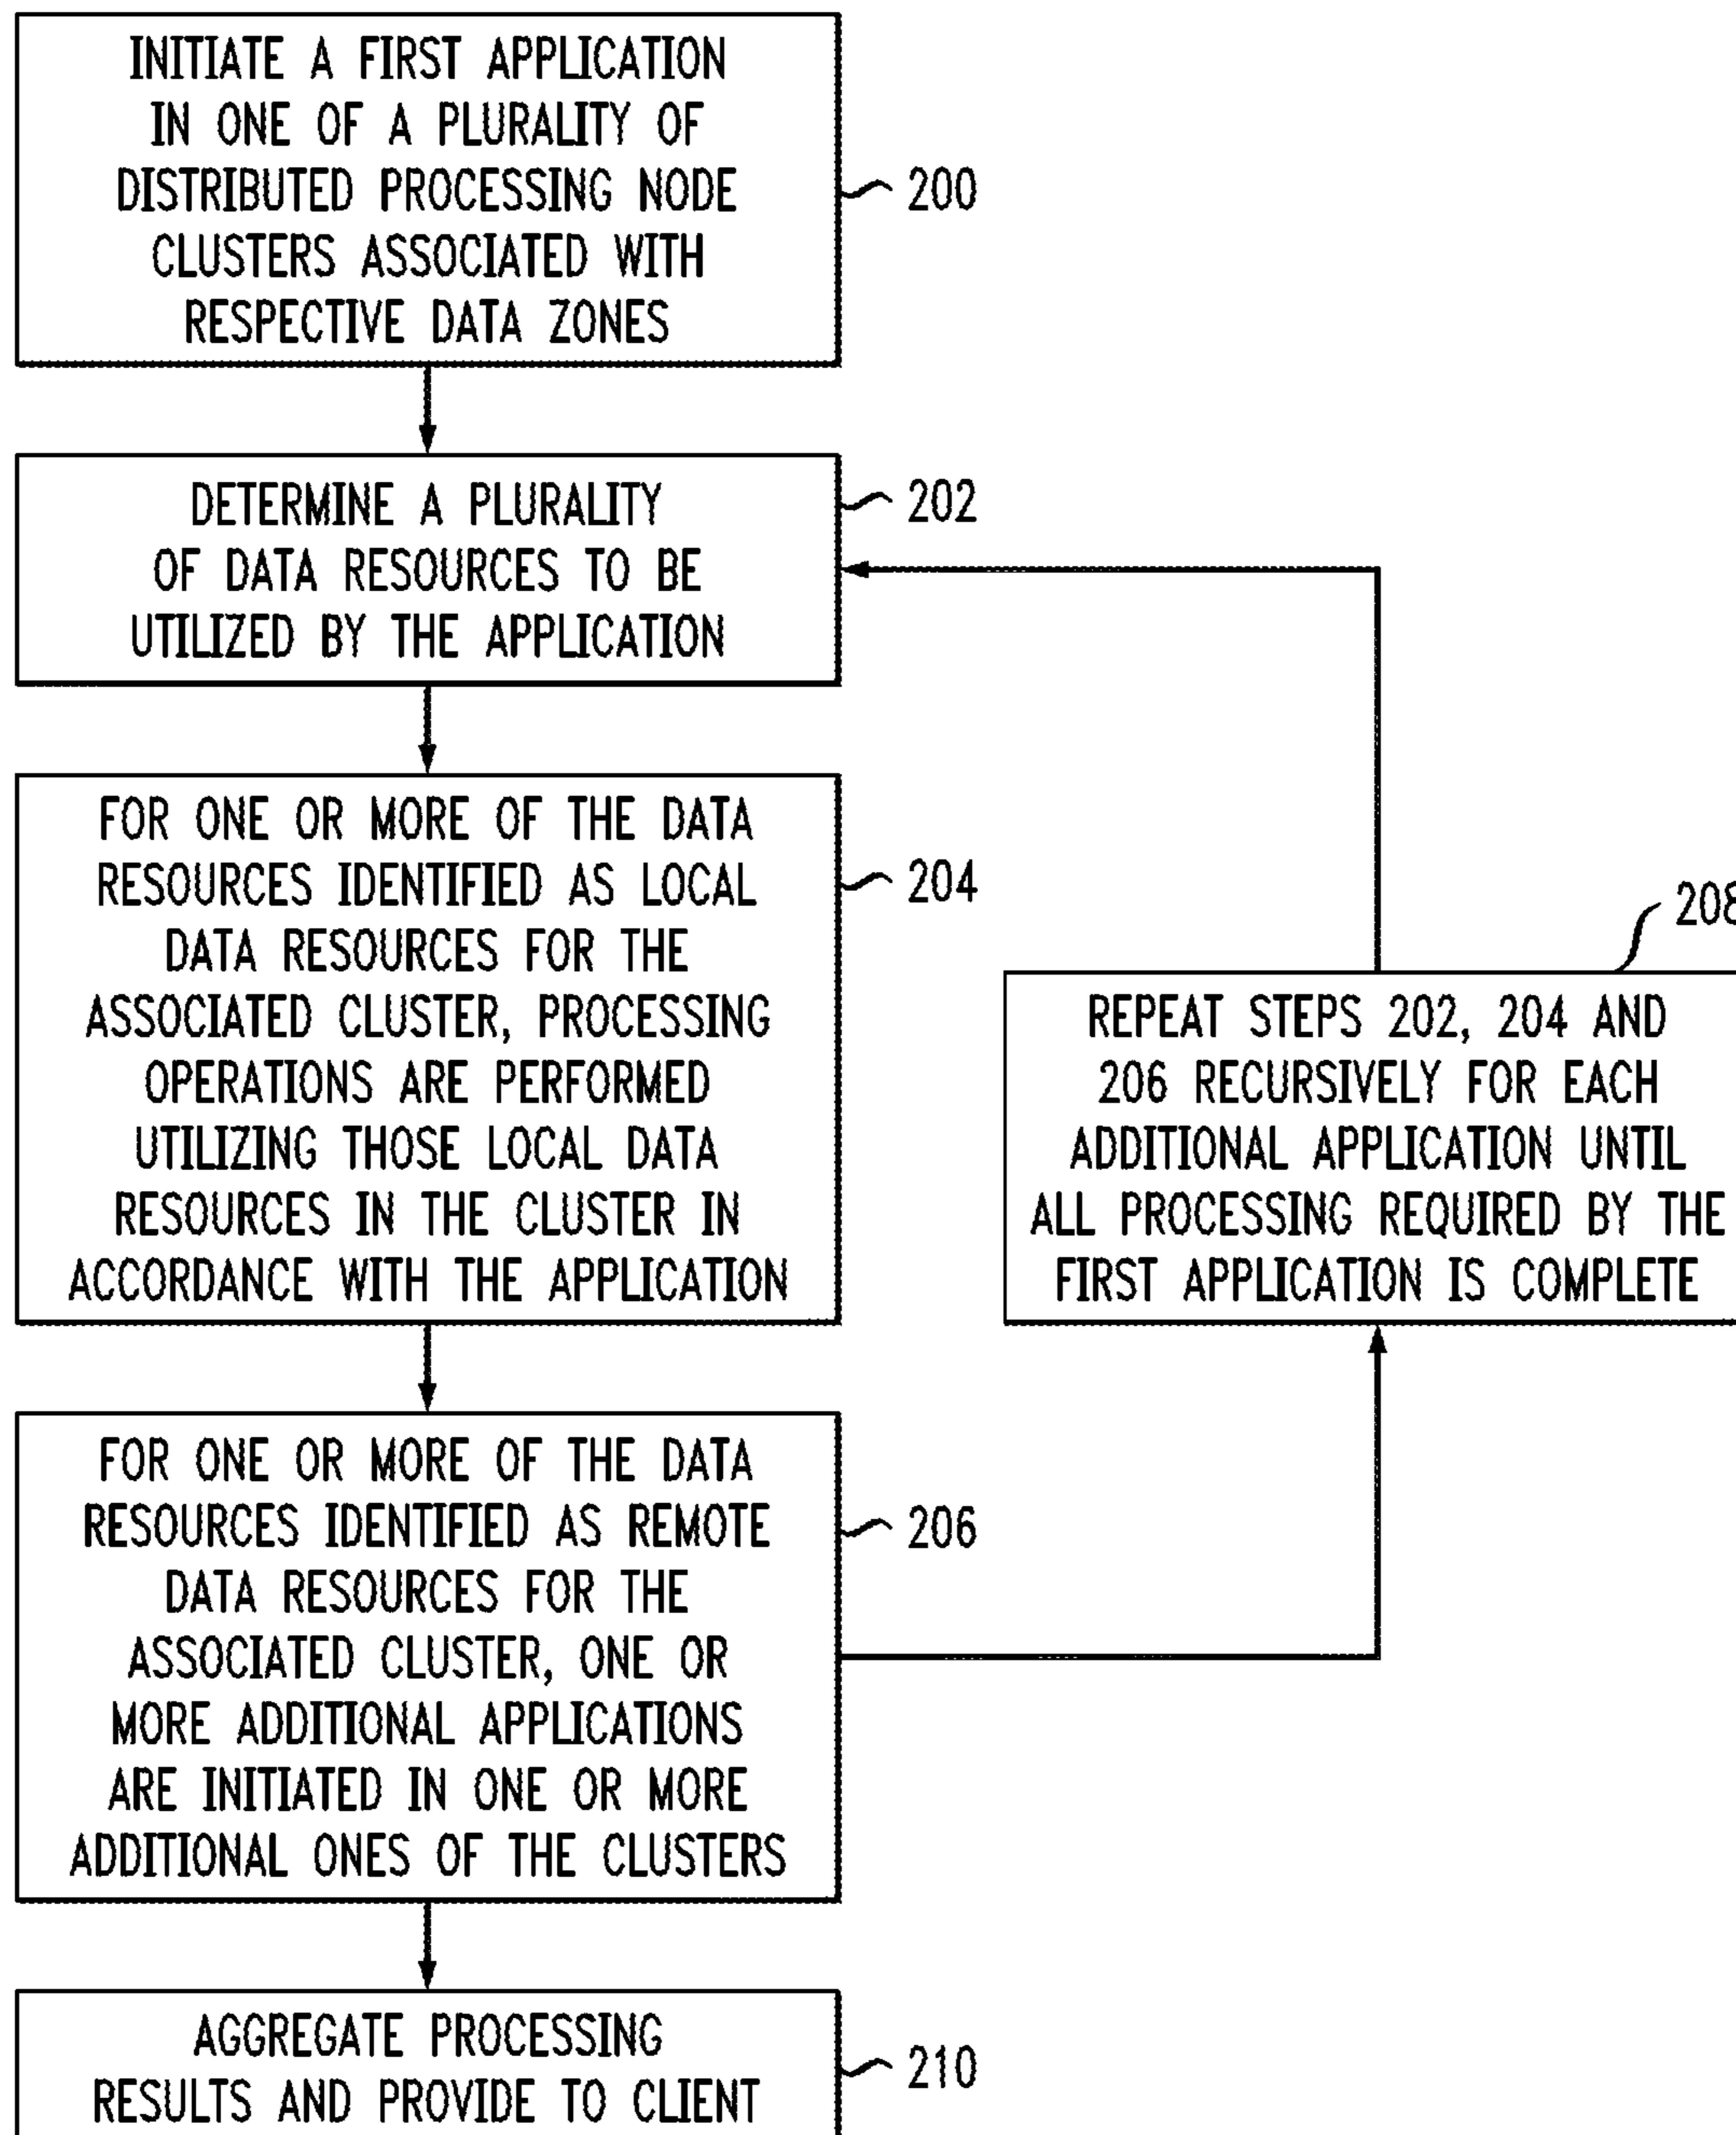 INITIATE A FIRST APPLICATION
IN ONE OF A PLURALITY OF
DISTRIBUTED PROCESSING NODE
CLUSTERS ASSOCIATED WITH
RESPECTIVE DATA ZONES
200
DETERMINE A PLURALITY
OF DATA RESOURCES TO BE
UTILIZED BY THE APPLICATION
202
FOR ONE OR MORE OF THE DATA
RESOURCES IDENTIFIED AS LOCAL
DATA RESOURCES FOR THE
ASSOCIATED CLUSTER, PROCESSING
OPERATIONS ARE PERFORMED
UTILIZING THOSE LOCAL DATA
RESOURCES IN THE CLUSTER IN
ACCORDANCE WITH THE APPLICATION
204
FOR ONE OR MORE OF THE DATA
RESOURCES IDENTIFIED AS REMOTE
DATA RESOURCES FOR THE
ASSOCIATED CLUSTER, ONE OR
MORE ADDITIONAL APPLICATIONS
ARE INITIATED IN ONE OR MORE
ADDITIONAL ONES OF THE CLUSTERS
206
208
REPEAT STEPS 202, 204 AND
206 RECURSIVELY FOR EACH
ADDITIONAL APPLICATION UNTIL
ALL PROCESSING REQUIRED BY THE
FIRST APPLICATION IS COMPLETE
AGGREGATE PROCESSING
RESULTS AND PROVIDE TO CLIENT
210